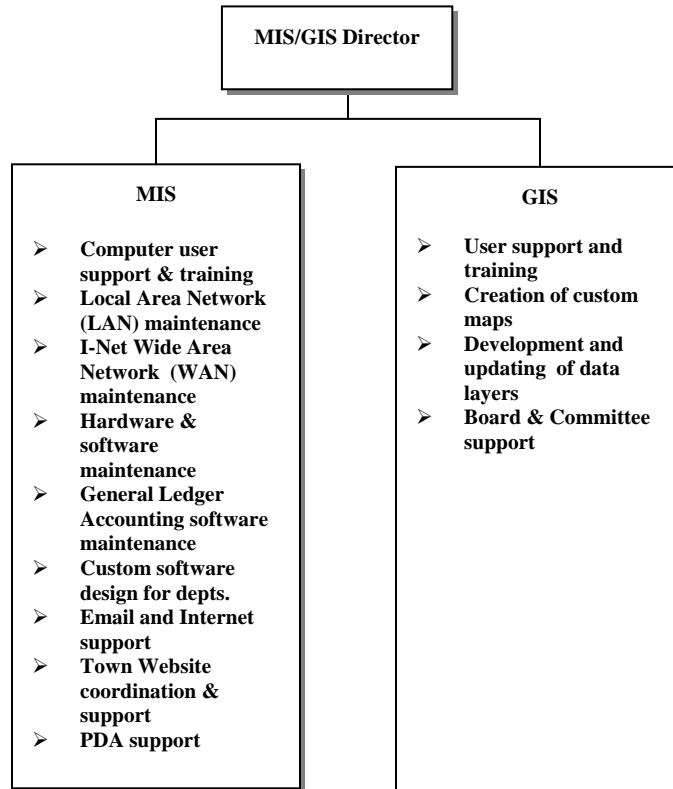 MIS/GIS Director
MIS
➢ Computer user
support & training
➢ Local Area Network
(LAN) maintenance
➢ I-Net Wide Area
Network (WAN)
maintenance
➢ Hardware &
software
maintenance
➢ General Ledger
Accounting software
maintenance
➢ Custom software
design for depts.
➢ Email and Internet
support
➢ Town Website
coordination &
support
➢ PDA support
GIS
➢ User support and
training
➢ Creation of custom
maps
➢ Development and
updating of data
layers
➢ Board & Committee
support